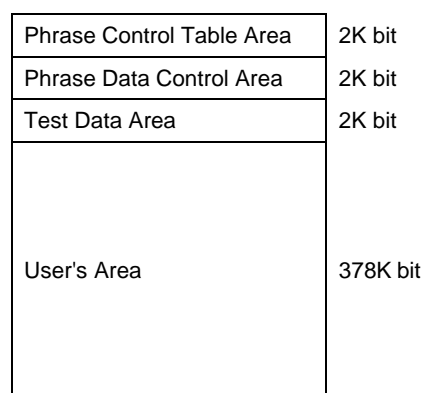 Phrase Control Table Area 2K bit
Phrase Data Control Area 2K bit
Test Data Area 2K bit
User's Area 378K bit